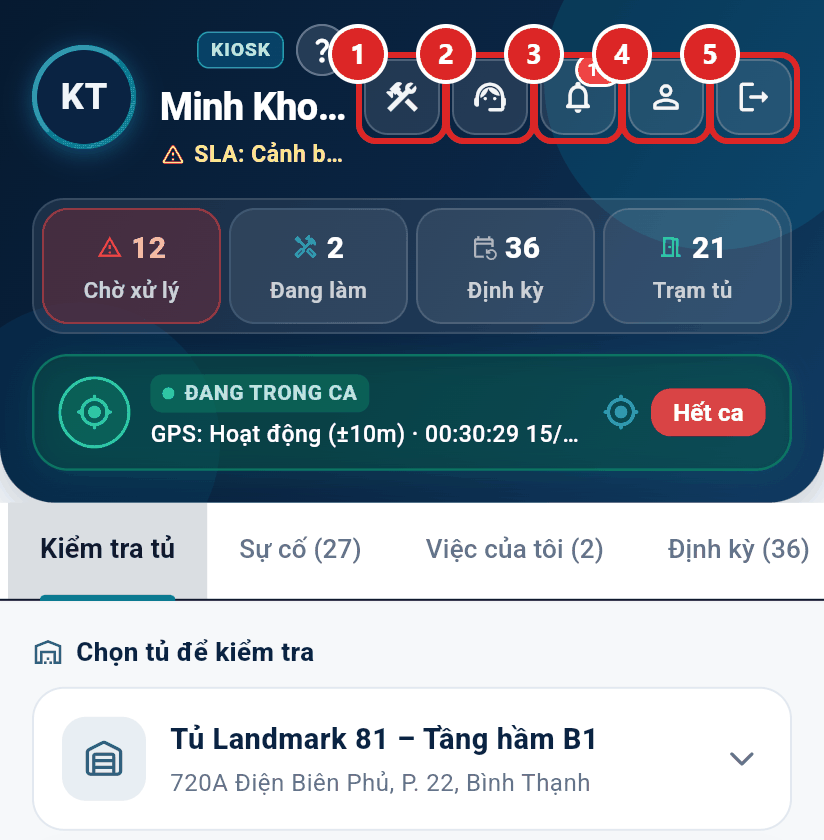 KIOSK
?
1
2
3
4
5
KT
Minh Kho...
SLA: Cảnh b...
12
Chờ xử lý
2
Đang làm
36
Định kỳ
21
Trạm tủ
ĐANG TRONG CA
GPS: Hoạt động (±10m) · 00:30:29 15/...
Hết ca
Kiểm tra tủ
Sự cố (27)
Việc của tôi (2)
Định kỳ (36)
Chọn tủ để kiểm tra
Tủ Landmark 81 – Tầng hầm B1
720A Điện Biên Phủ, P. 22, Bình Thạnh